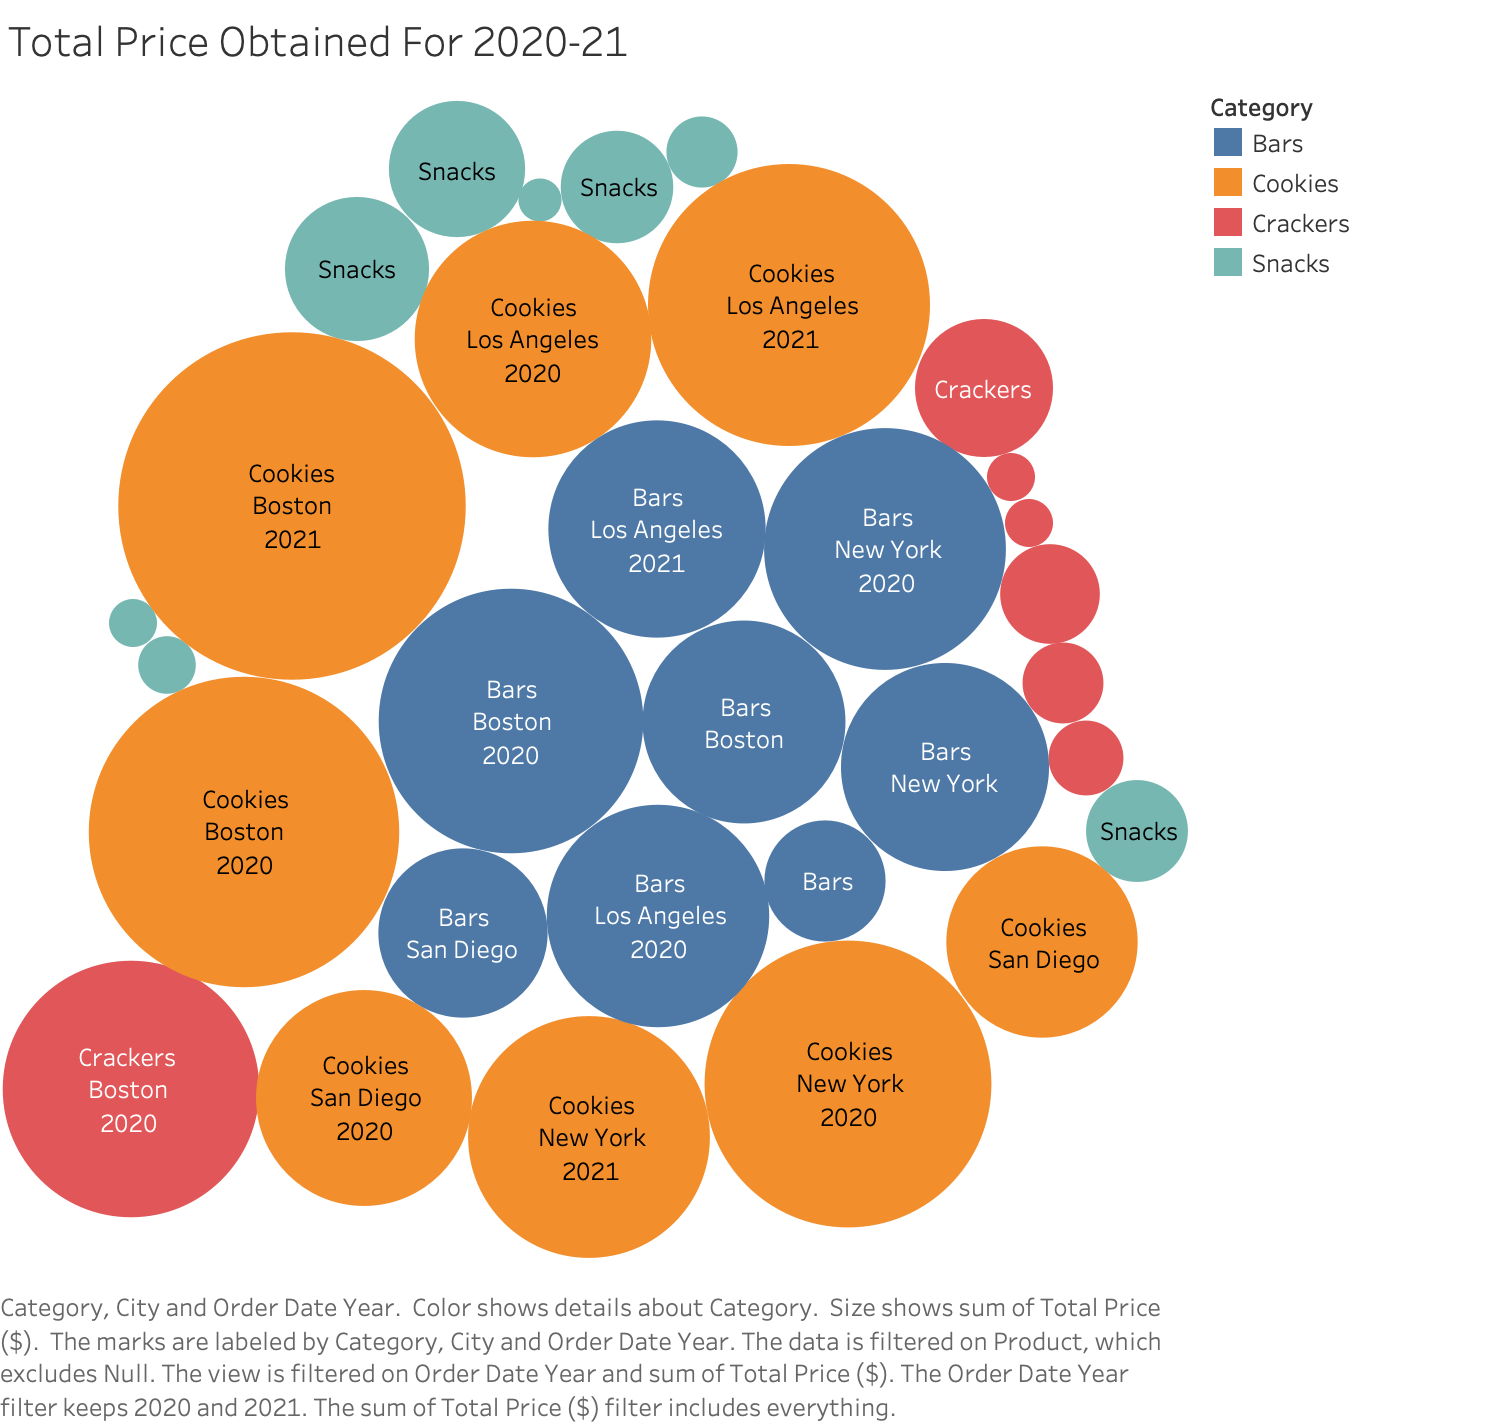 Total Price Obtained For 2020-21
Category
Bars
Cookies
Crackers
Snacks
Snacks
Snacks
Snacks
Cookies
Los Angeles
2020
Cookies
Los Angeles
2021
Crackers
Cookies
Boston
2021
Bars
Los Angeles
2021
Bars
New York
2020
Bars
Boston
2020
Bars
Boston
Bars
New York
Cookies
Boston
2020
Bars
San Diego
Bars
Los Angeles
2020
Bars
Snacks
Cookies
San Diego
Crackers
Boston
2020
Cookies
San Diego
2020
Cookies
New York
2021
Cookies
New York
2020
Category, City and Order Date Year.  Color shows details about Category.  Size shows sum of Total Price
($).  The marks are labeled by Category, City and Order Date Year. The data is filtered on Product, which
excludes Null. The view is filtered on Order Date Year and sum of Total Price ($). The Order Date Year
filter keeps 2020 and 2021. The sum of Total Price ($) filter includes everything.